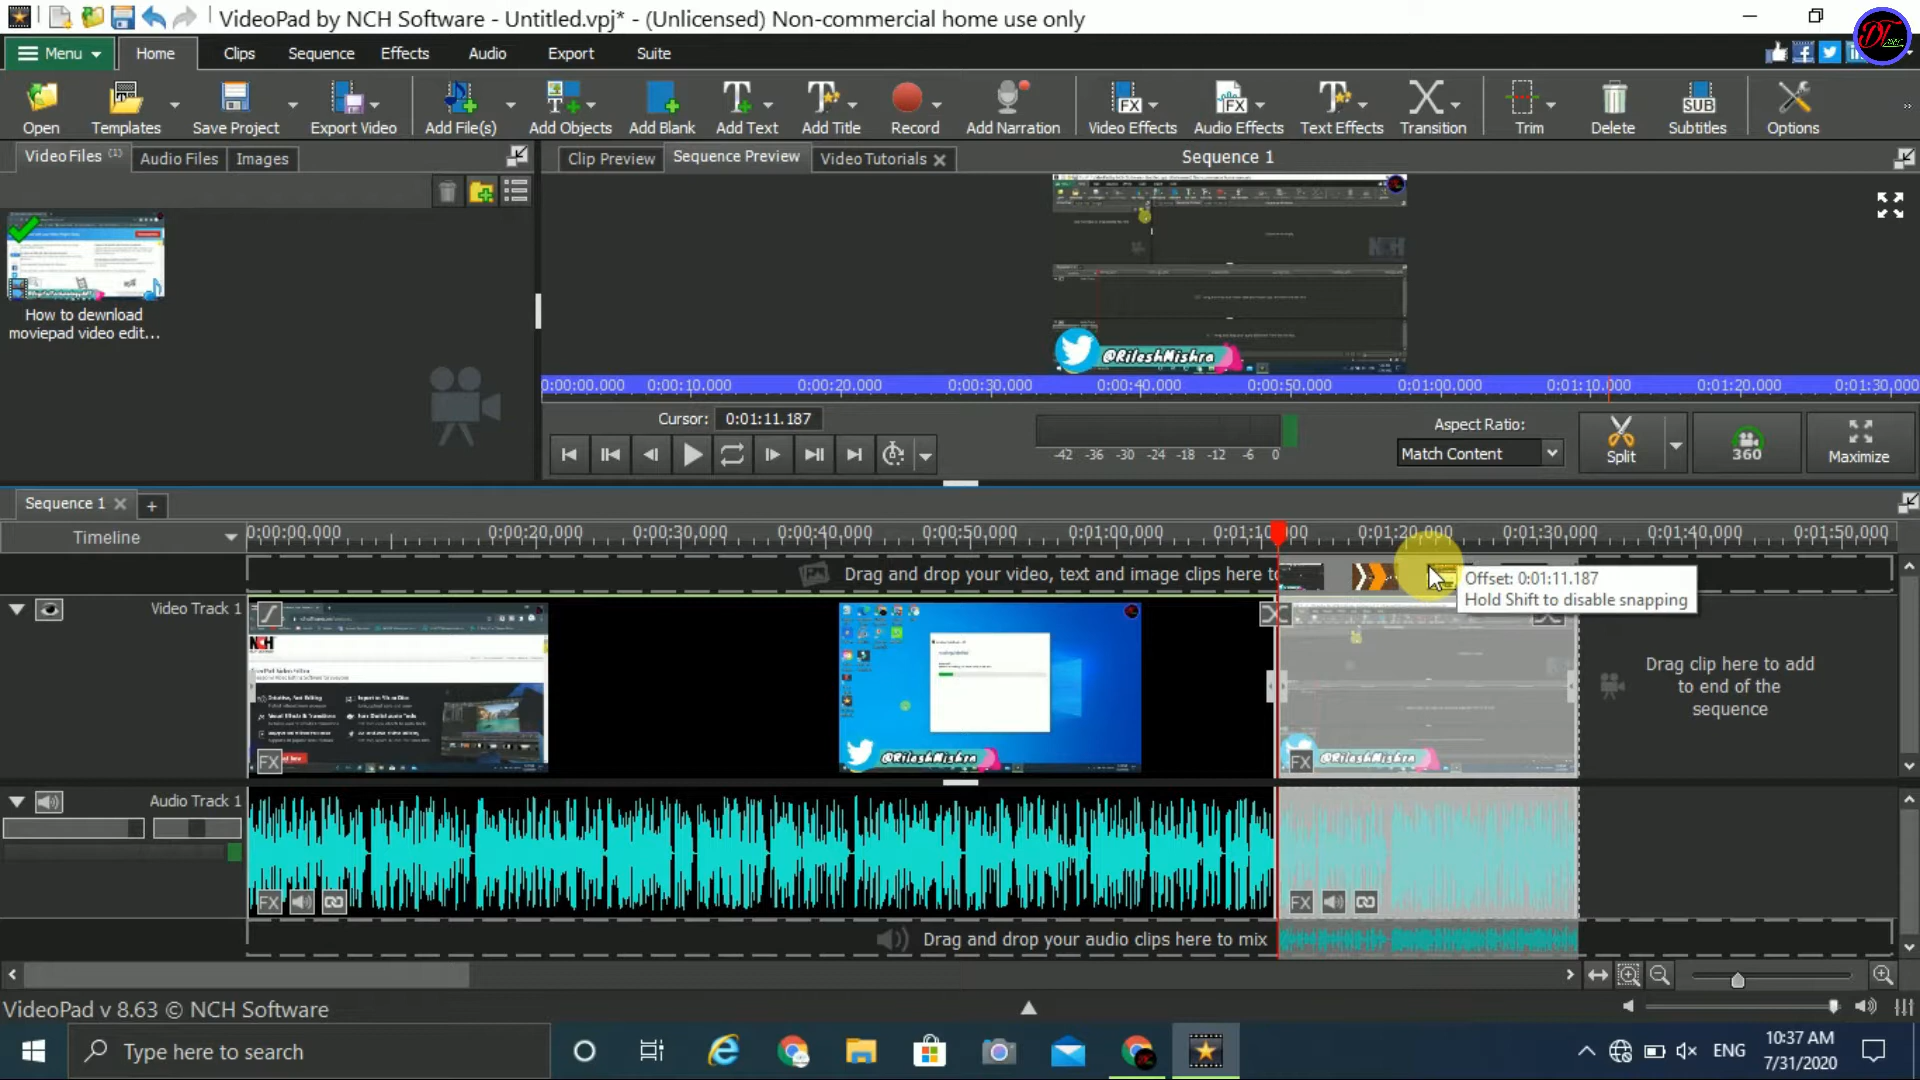 VideoPad by NCH Software - Untitled.vpj* - (Unlicensed) Non-commercial home use only
Menu Home Clips Sequence Effects Audio Export Suite
Open Templates Save Project Export Video Add File(s) Add Objects Add Blank Add Text Add Title Record Add Narration Video Effects Audio Effects Text Effects Transition Trim Delete Subtitles Options
Video Files (1) Audio Files Images
Clip Preview Sequence Preview Video Tutorials Sequence 1
How to dewnload
moviepad video edit...
@RileshMishra
0:00:00.000 0:00:10.000 0:00:20.000 0:00:30.000 0:00:40.000 0:00:50.000 0:01:00.000 0:01:10.000 0:01:20.000 0:01:30.000
Cursor: 0:01:11.187
-42 -36 -30 -24 -18 -12 -6 0
Aspect Ratio:
Match Content
Split
360
Maximize
Sequence 1
Timeline
0:00:00,000 0:00:20,000 0:00:30,000 0:00:40,000 0:00:50,000 0:01:00,000 0:01:20,000 0:01:30,000 0:01:40,000 0:01:50,000
Drag and drop your video, text and image clips here to
Offset: 0:01:11.187
Hold Shift to disable snapping
Video Track 1
NCH
FX
@RileshMishra
FX
@RileshMishra
Drag clip here to add
to end of the
sequence
Audio Track 1
FX
FX
Drag and drop your audio clips here to mix
VideoPad v 8.63 © NCH Software
Type here to search
ENG
10:37 AM
7/31/2020